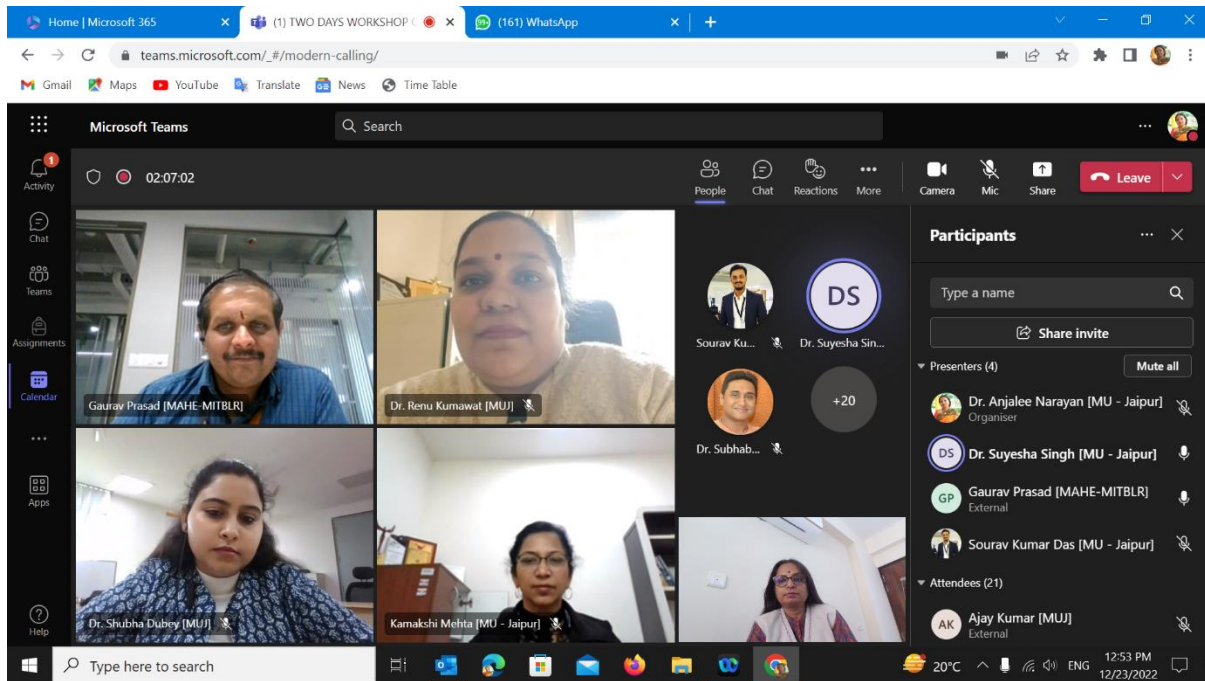 Home | Microsoft 365
(1) TWO DAYS WORKSHOP
(161) WhatsApp
teams.microsoft.com/_#/modern-calling/
Gmail Maps YouTube Translate News Time Table
Microsoft Teams
Search
1
Activity
02:07:02
People Chat Reactions More Camera Mic Share Leave
Chat
Teams
Assignments
Calendar
Apps
Help
Gaurav Prasad [MAHE-MITBLR]
Dr. Renu Kumawat [MUJ]
Dr. Shubha Dubey [MUJ]
Kamakshi Mehta [MU - Jaipur]
DS
Sourav Ku... Dr. Suyesha Sin...
+20
Dr. Subhab...
Participants
Type a name
Share invite
Presenters (4) Mute all
Dr. Anjalee Narayan [MU - Jaipur]
Organiser
DS Dr. Suyesha Singh [MU - Jaipur]
GP Gaurav Prasad [MAHE-MITBLR]
External
Sourav Kumar Das [MU - Jaipur]
Attendees (21)
AK Ajay Kumar [MUJ]
External
Type here to search
20°C ENG 12:53 PM
12/23/2022